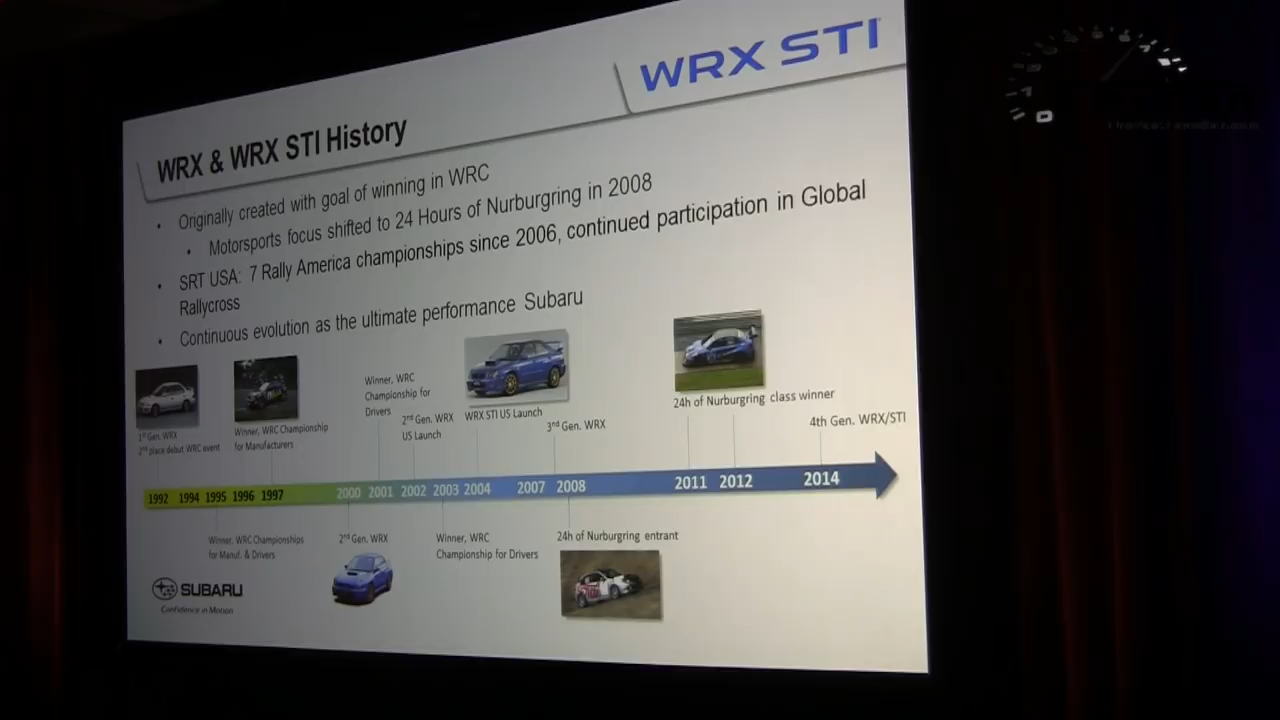 WRX STI
WRX & WRX STI History
• Originally created with goal of winning in WRC
• Motorsports focus shifted to 24 Hours of Nurburgring in 2008
• SRT USA: 7 Rally America championships since 2006, continued participation in Global
Rallycross
• Continuous evolution as the ultimate performance Subaru
1st Gen. WRX
2nd place debut WRC event
Winner, WRC Championship
for Manufacturers
Winner, WRC
Championship for
Drivers
2nd Gen. WRX
US Launch
WRX STI US Launch
3rd Gen. WRX
24h of Nurburgring class winner
4th Gen. WRX/STI
1992 1994 1995 1996 1997 2000 2001 2002 2003 2004 2007 2008 2011 2012 2014
Winner, WRC Championships
for Manuf. & Drivers
2nd Gen. WRX
Winner, WRC
Championship for Drivers
24h of Nurburgring entrant
SUBARU
Confidence in Motion